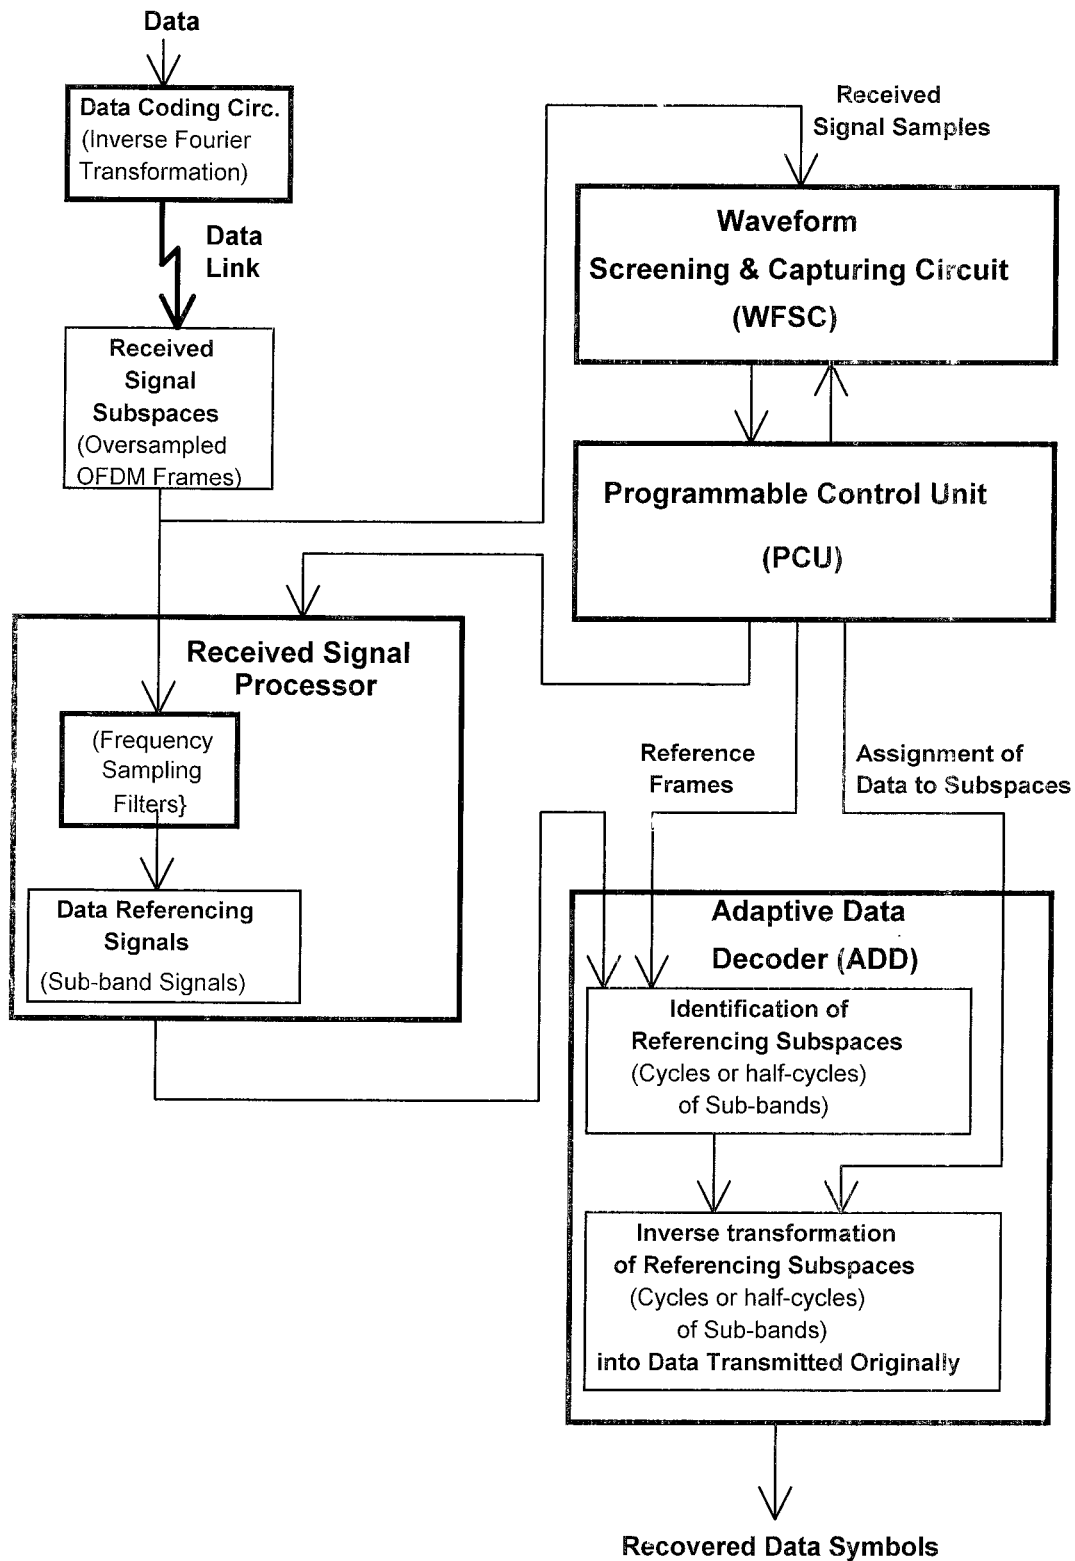 Data
Data Coding Circ.
(Inverse Fourier
Transformation)
Data
Link
Received
Signal
Subspaces
(Oversampled
OFDM Frames)
Received
Signal Samples
Waveform
Screening & Capturing Circuit
(WFSC)
Programmable Control Unit
(PCU)
Received Signal
Processor
(Frequency
Sampling
Filters}
Data Referencing
Signals
(Sub-band Signals)
Reference
Frames
Assignment of
Data to Subspaces
Adaptive Data
Decoder (ADD)
Identification of
Referencing Subspaces
(Cycles or half-cycles)
of Sub-bands)
Inverse transformation
of Referencing Subspaces
(Cycles or half-cycles)
of Sub-bands)
into Data Transmitted Originally
Recovered Data Symbols